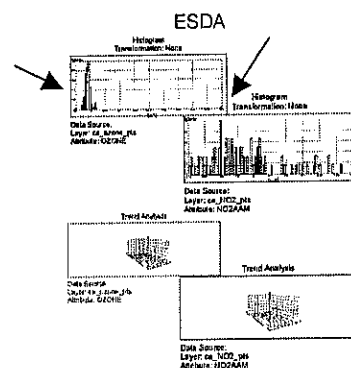 ESDA
Histogram
Transformation: None
Data Source:
Layer: ca_ozone_pts
Attribute: OZONE
Histogram
Transformation: None
Data Source:
Layer: ca_NO2_pts
Attribute: NO2AAM
Trend Analysis
Data Source:
Layer: ca_ozone_pts
Attribute: OZONE
Trend Analysis
Data Source:
Layer: ca_NO2_pts
Attribute: NO2AAM